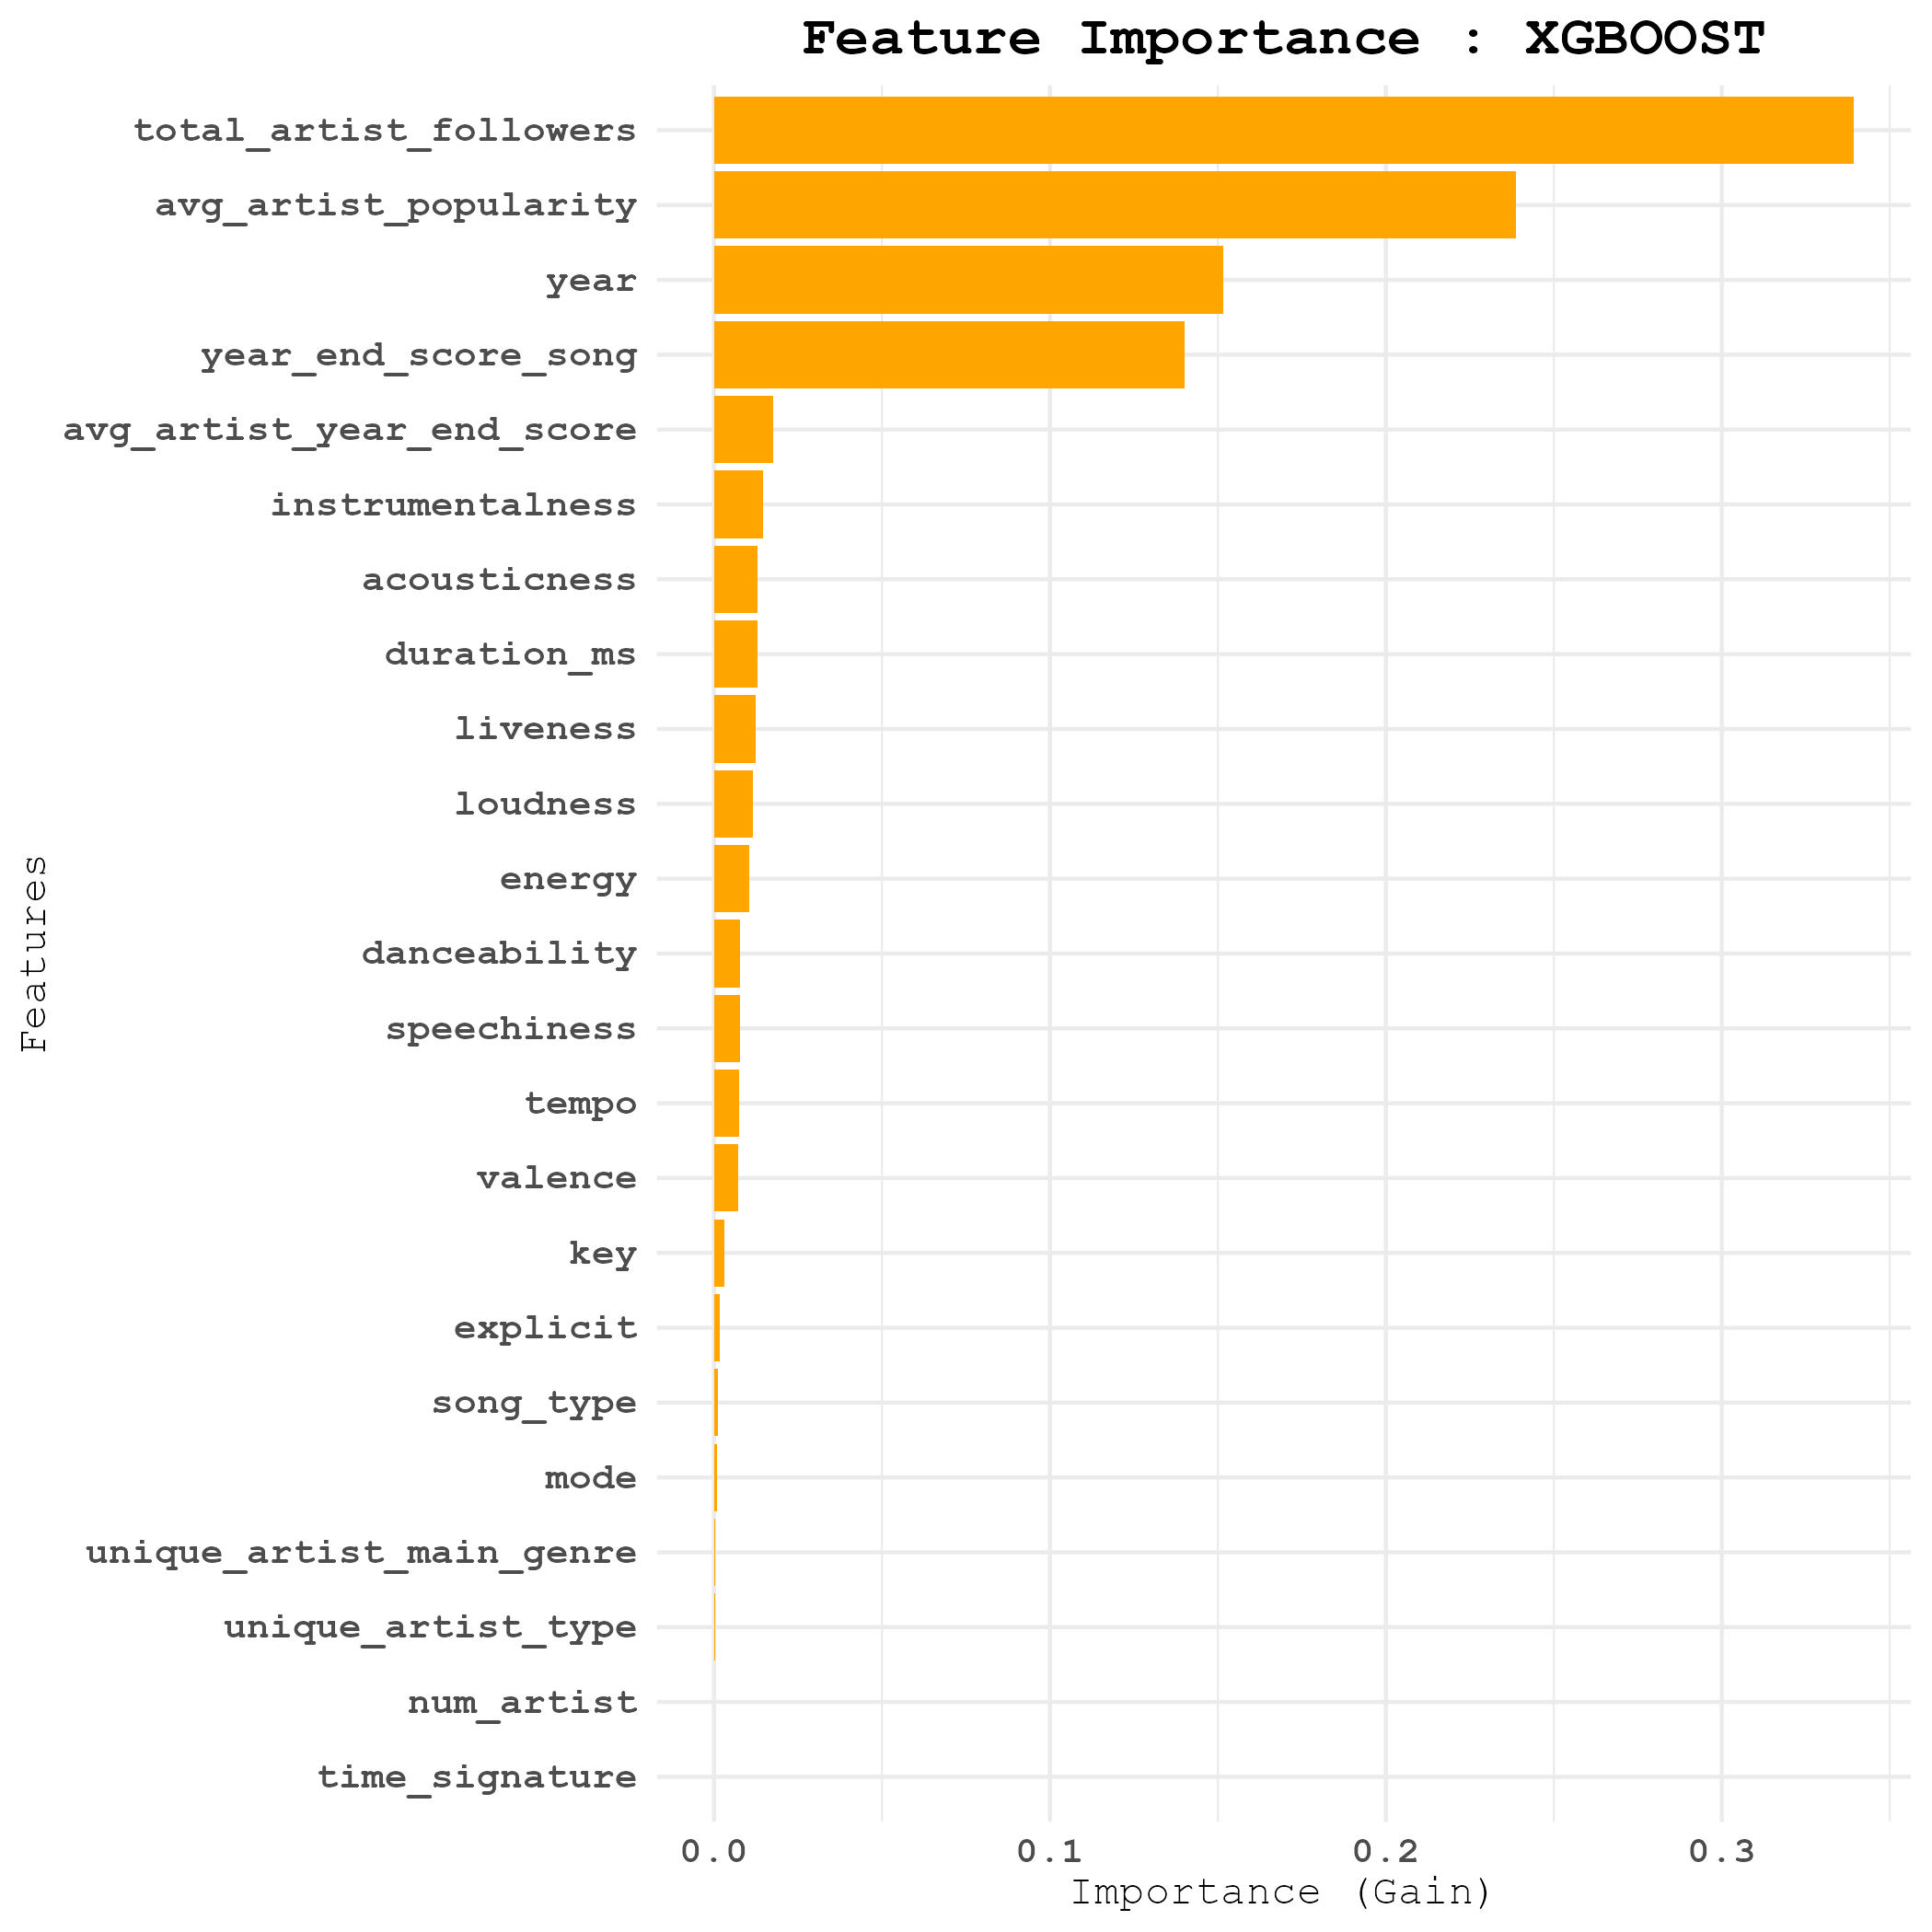 Feature Importance : XGBOOST
total_artist_followers
avg_artist_popularity
year
year_end_score_song
avg_artist_year_end_score
instrumentalness
acousticness
duration_ms
liveness
loudness
energy
danceability
speechiness
tempo
valence
key
explicit
song_type
mode
unique_artist_main_genre
unique_artist_type
num_artist
time_signature
Features
0.0 0.1 0.2 0.3
Importance (Gain)